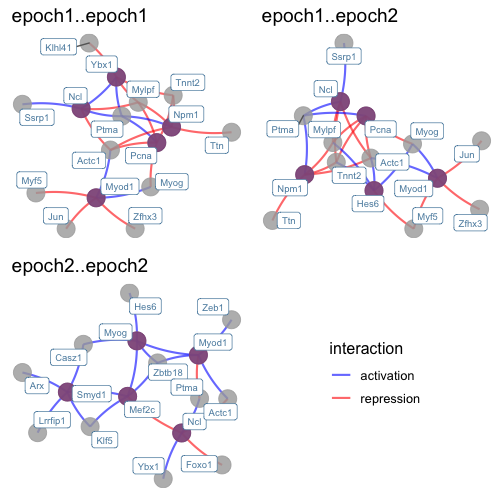 epoch1..epoch1
epoch1..epoch2
Klhl41
Ybx1
Tnnt2
Mylpf
Ncl
Npm1
Ssrp1
Ptma
Ttn
Pcna
Actc1
Myf5
Myod1
Myog
Jun
Zfhx3
Ssrp1
Ncl
Ptma
Mylpf
Pcna
Myog
Jun
Actc1
Tnnt2
Npm1
Myod1
Hes6
Ttn
Myf5
Zfhx3
epoch2..epoch2
Hes6
Zeb1
Myog
Myod1
Casz1
Zbtb18
Arx
Smyd1
Ptma
Mef2c
Actc1
Lrrfip1
Ncl
Klf5
Ybx1
Foxo1
interaction
activation
repression